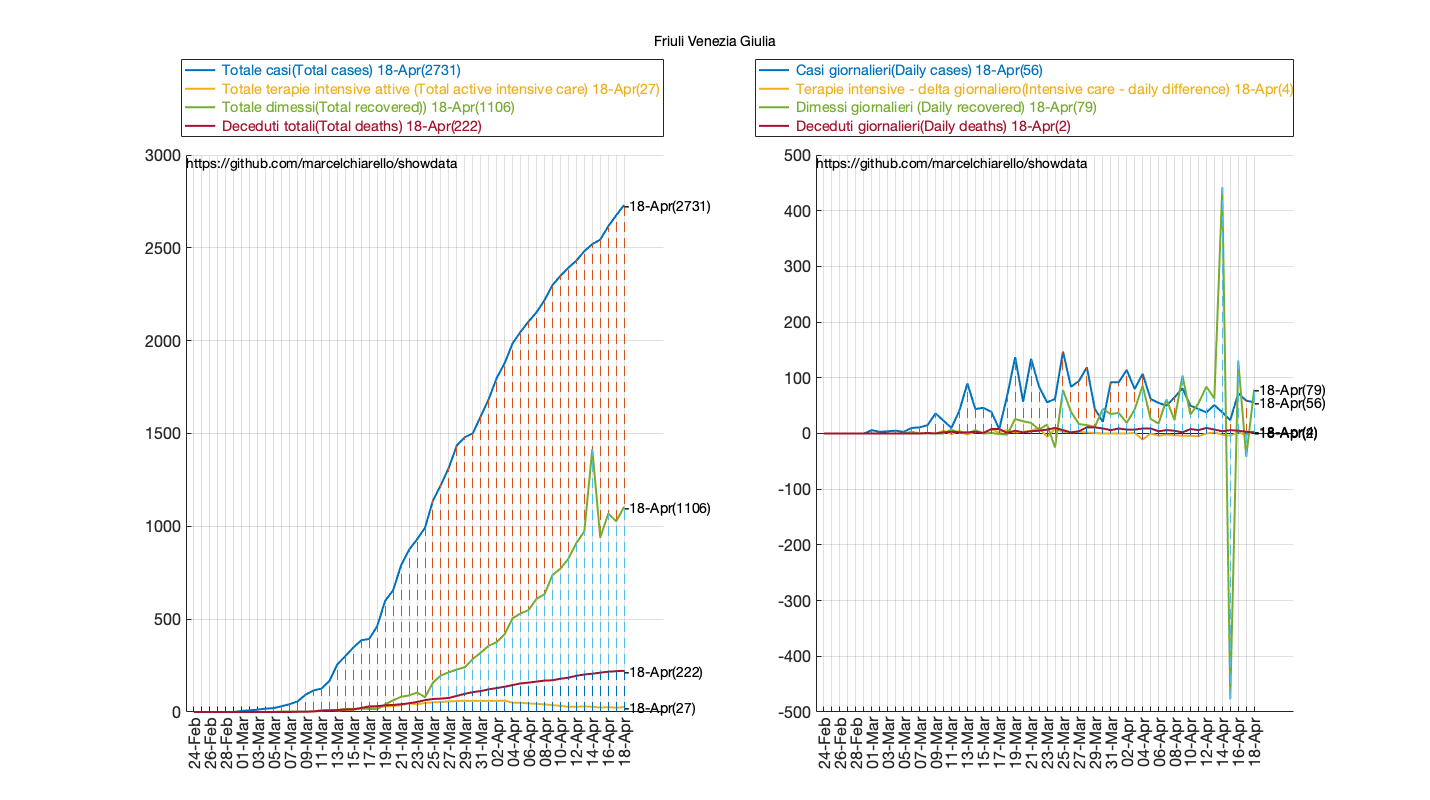 Friuli Venezia Giulia
Totale casi(Total cases) 18-Apr(2731)
Totale terapie intensive attive (Total active intensive care) 18-Apr(27)
Totale dimessi(Total recovered)) 18-Apr(1106)
Deceduti totali(Total deaths) 18-Apr(222)
https://github.com/marcelchiarello/showdata
3000
2500
2000
1500
1000
500
0
18-Apr(2731)
18-Apr(1106)
18-Apr(222)
18-Apr(27)
24-Feb
26-Feb
28-Feb
01-Mar
03-Mar
05-Mar
07-Mar
09-Mar
11-Mar
13-Mar
15-Mar
17-Mar
19-Mar
21-Mar
23-Mar
25-Mar
27-Mar
29-Mar
31-Mar
02-Apr
04-Apr
06-Apr
08-Apr
10-Apr
12-Apr
14-Apr
16-Apr
18-Apr
Casi giornalieri(Daily cases) 18-Apr(56)
Terapie intensive - delta giornaliero(Intensive care - daily difference) 18-Apr(4)
Dimessi giornalieri (Daily recovered) 18-Apr(79)
Deceduti giornalieri(Daily deaths) 18-Apr(2)
https://github.com/marcelchiarello/showdata
500
400
300
200
100
0
-100
-200
-300
-400
-500
18-Apr(79)
18-Apr(56)
24-Feb
26-Feb
28-Feb
01-Mar
03-Mar
05-Mar
07-Mar
09-Mar
11-Mar
13-Mar
15-Mar
17-Mar
19-Mar
21-Mar
23-Mar
25-Mar
27-Mar
29-Mar
31-Mar
02-Apr
04-Apr
06-Apr
08-Apr
10-Apr
12-Apr
14-Apr
16-Apr
18-Apr